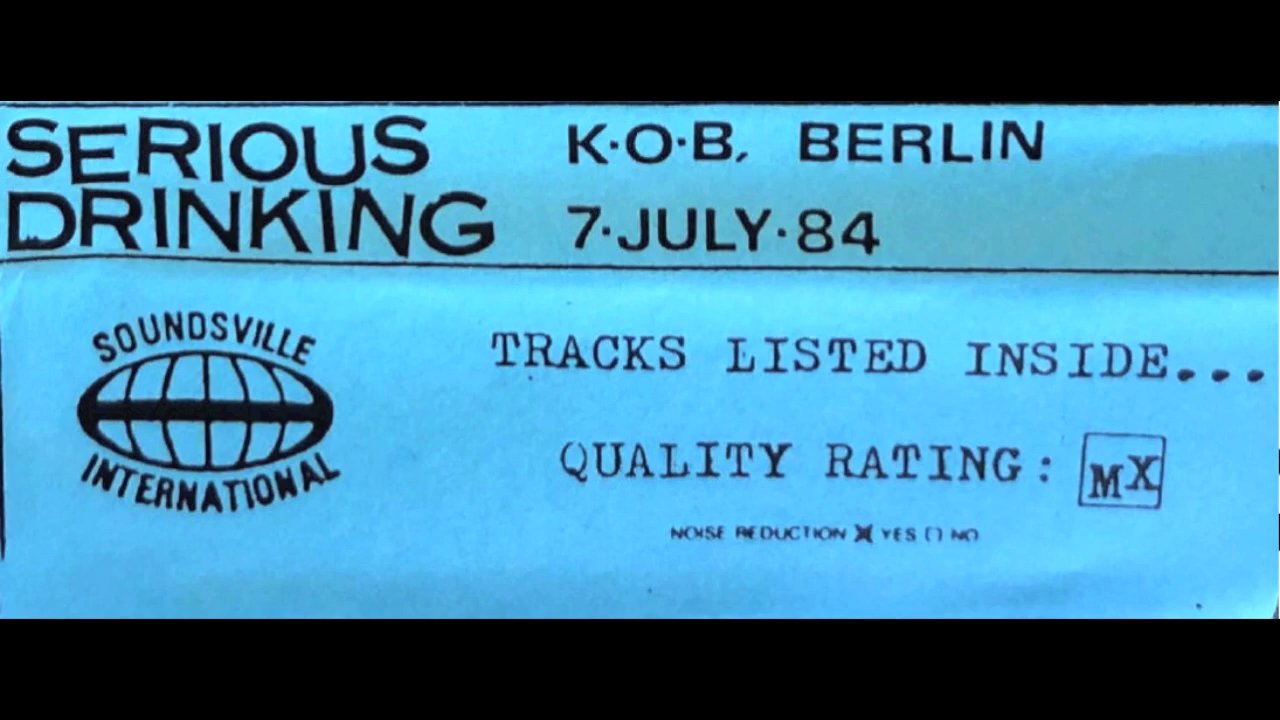 SERIOUS DRINKING
K·O·B, BERLIN
7·JULY·84
SOUNDSVILLE
INTERNATIONAL
TRACKS LISTED INSIDE...
QUALITY RATING: MX
NOISE REDUCTION [X] YES [ ] NO